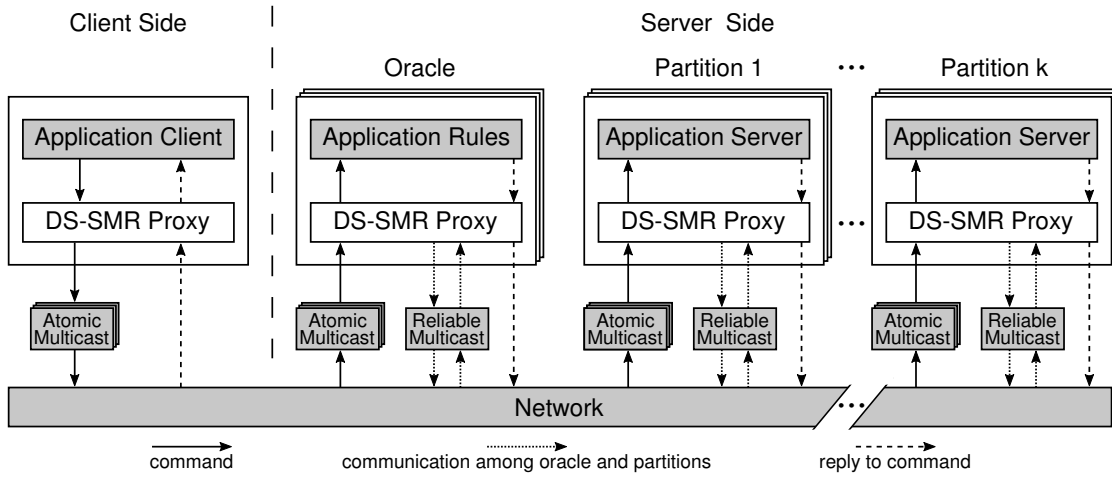 Client Side
Server Side
Oracle
Partition 1
•••
Partition k
Application Client
Application Rules
Application Server
Application Server
DS-SMR Proxy
DS-SMR Proxy
DS-SMR Proxy
•••
DS-SMR Proxy
Atomic
Multicast
Atomic
Multicast
Reliable
Multicast
Atomic
Multicast
Reliable
Multicast
Atomic
Multicast
Reliable
Multicast
Network
•••
command
communication among oracle and partitions
reply to command